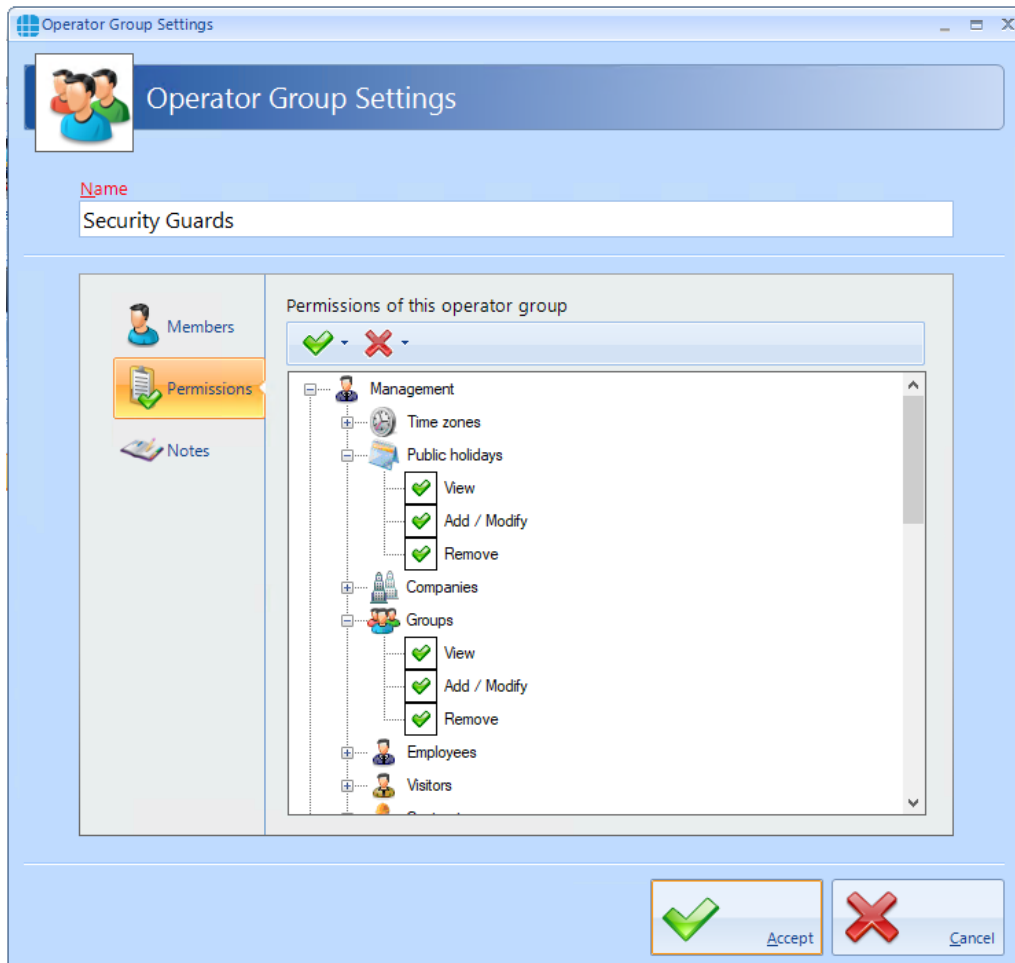 Operator Group Settings
Operator Group Settings
Name
Security Guards
Members
Permissions
Notes
Permissions of this operator group
Management
Time zones
Public holidays
View
Add / Modify
Remove
Companies
Groups
View
Add / Modify
Remove
Employees
Visitors
Accept
Cancel